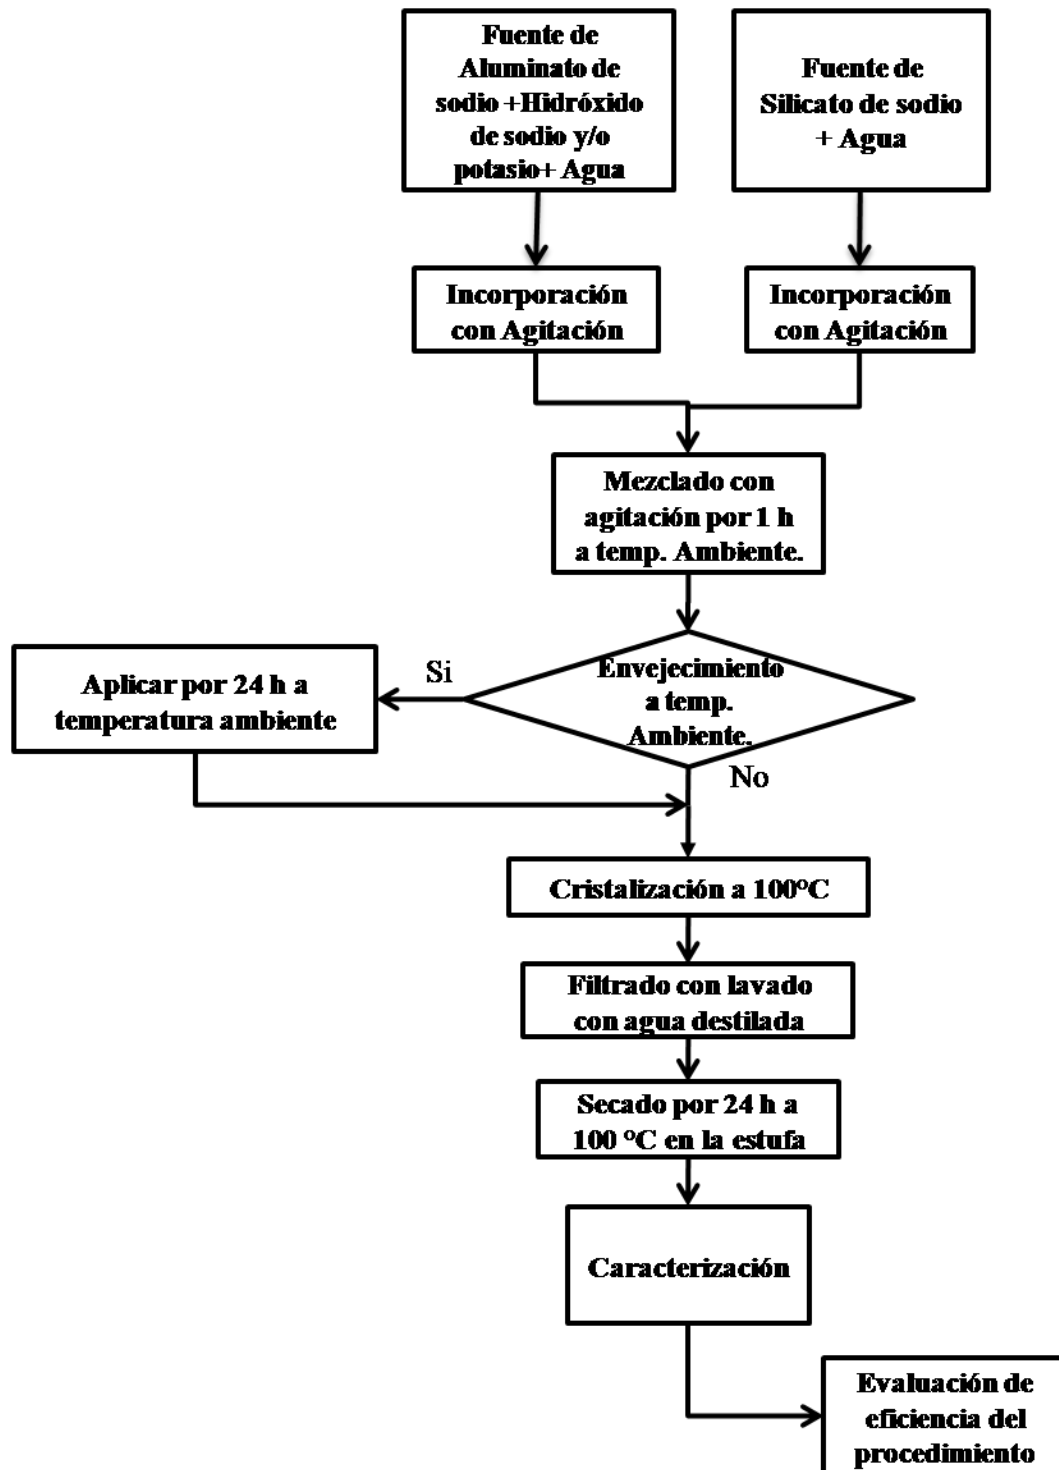 Fuente de
Aluminato de
sodio +Hidróxido
de sodio y/o
potasio+ Agua
Fuente de
Silicato de sodio
+ Agua
Incorporación
con Agitación
Incorporación
con Agitación
Mezclado con
agitación por 1 h
a temp. Ambiente.
Envejecimiento
a temp.
Ambiente.
Si
Aplicar por 24 h a
temperatura ambiente
No
Cristalización a 100°C
Filtrado con lavado
con agua destilada
Secado por 24 h a
100 °C en la estufa
Caracterización
Evaluación de
eficiencia del
procedimiento